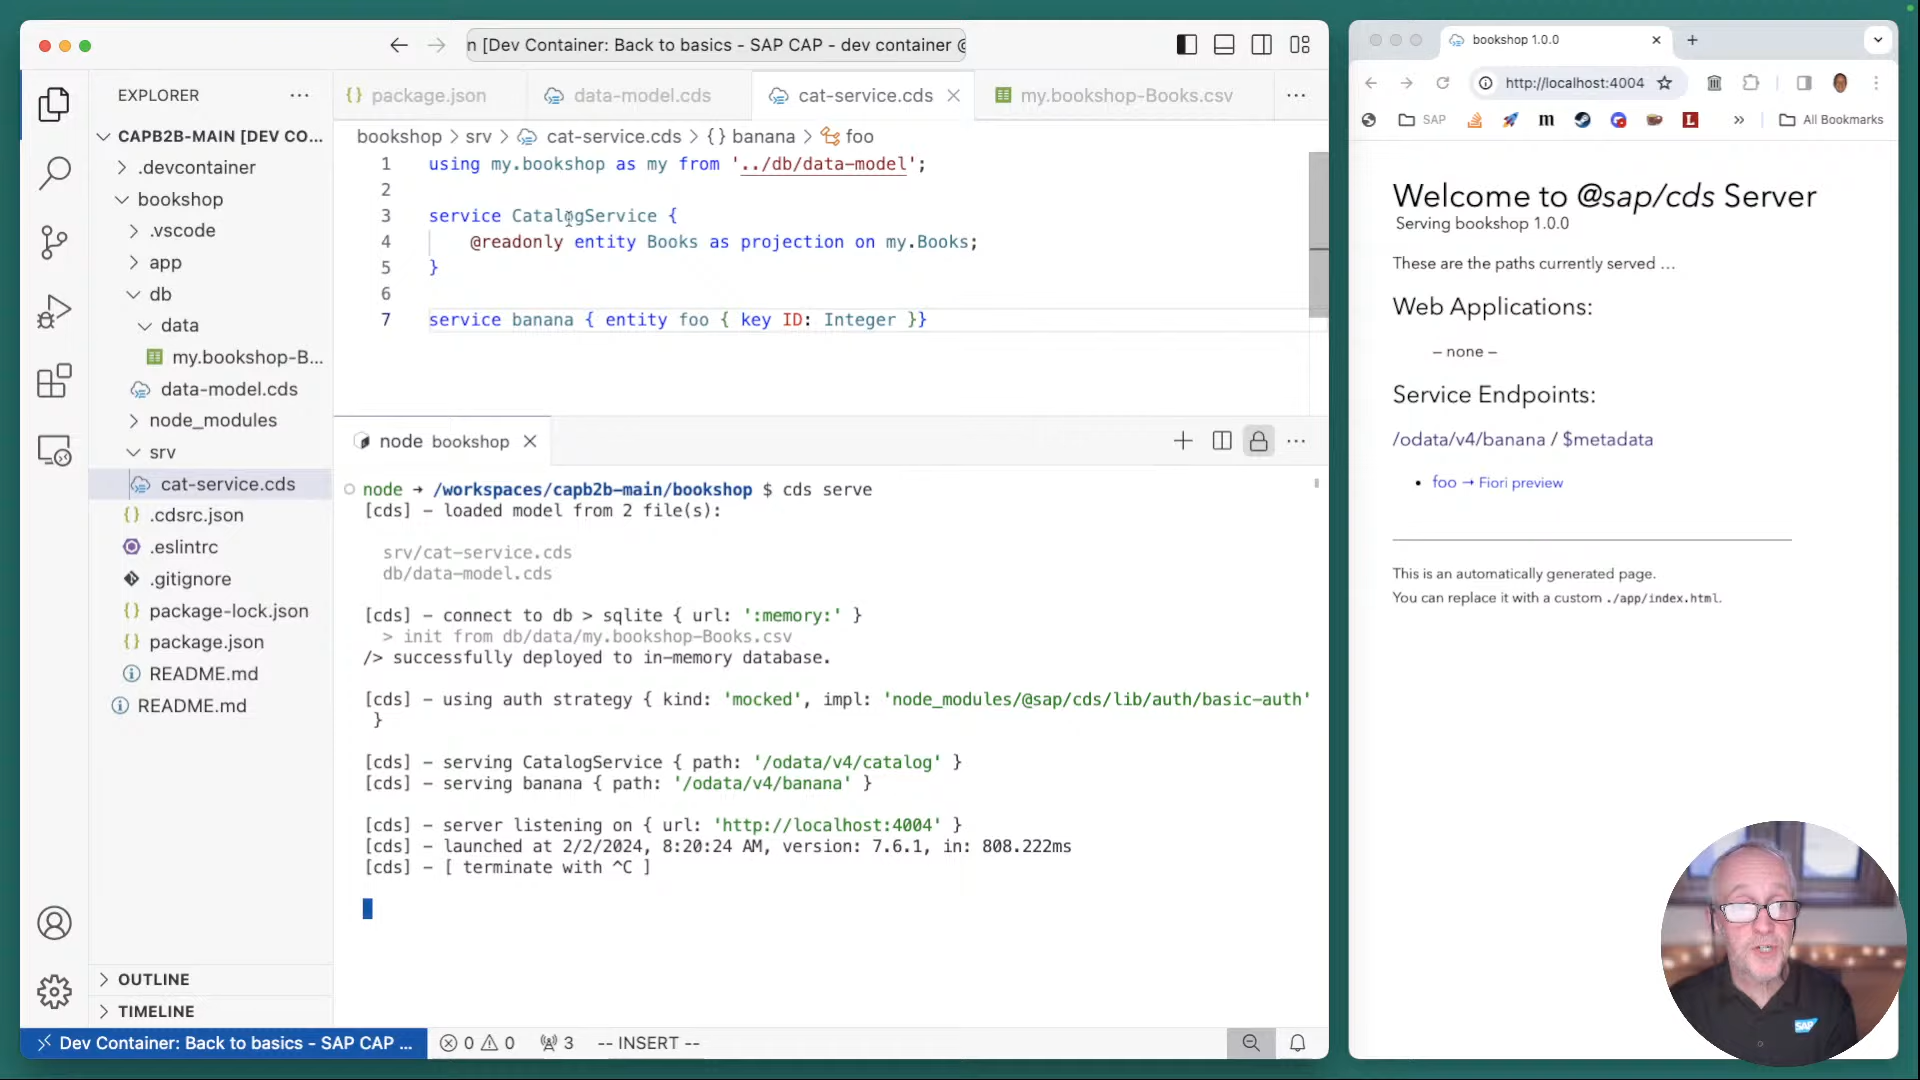 n [Dev Container: Back to basics - SAP CAP - dev container @
EXPLORER
CAPB2B-MAIN [DEV CO...
.devcontainer
bookshop
.vscode
app
db
data
my.bookshop-B...
data-model.cds
node_modules
srv
cat-service.cds
.cdsrc.json
.eslintrc
.gitignore
package-lock.json
package.json
README.md
README.md
OUTLINE
TIMELINE
package.json
data-model.cds
cat-service.cds
my.bookshop-Books.csv
bookshop > srv > cat-service.cds > {} banana > foo
1 using my.bookshop as my from '../db/data-model';
2
3 service CatalogService {
4 @readonly entity Books as projection on my.Books;
5 }
6
7 service banana { entity foo { key ID: Integer }}
node bookshop
node → /workspaces/capb2b-main/bookshop $ cds serve
[cds] - loaded model from 2 file(s):
srv/cat-service.cds
db/data-model.cds
[cds] - connect to db > sqlite { url: ':memory:' }
> init from db/data/my.bookshop-Books.csv
/> successfully deployed to in-memory database.
[cds] - using auth strategy { kind: 'mocked', impl: 'node_modules/@sap/cds/lib/auth/basic-auth'
}
[cds] - serving CatalogService { path: '/odata/v4/catalog' }
[cds] - serving banana { path: '/odata/v4/banana' }
[cds] - server listening on { url: 'http://localhost:4004' }
[cds] - launched at 2/2/2024, 8:20:24 AM, version: 7.6.1, in: 808.222ms
[cds] - [ terminate with ^C ]
Dev Container: Back to basics - SAP CAP ...
0 0
3
-- INSERT --
bookshop 1.0.0
http://localhost:4004
SAP
m
L
»
All Bookmarks
Welcome to @sap/cds Server
Serving bookshop 1.0.0
These are the paths currently served …
Web Applications:
– none –
Service Endpoints:
/odata/v4/banana / $metadata
• foo → Fiori preview
This is an automatically generated page.
You can replace it with a custom ./app/index.html.
SAP